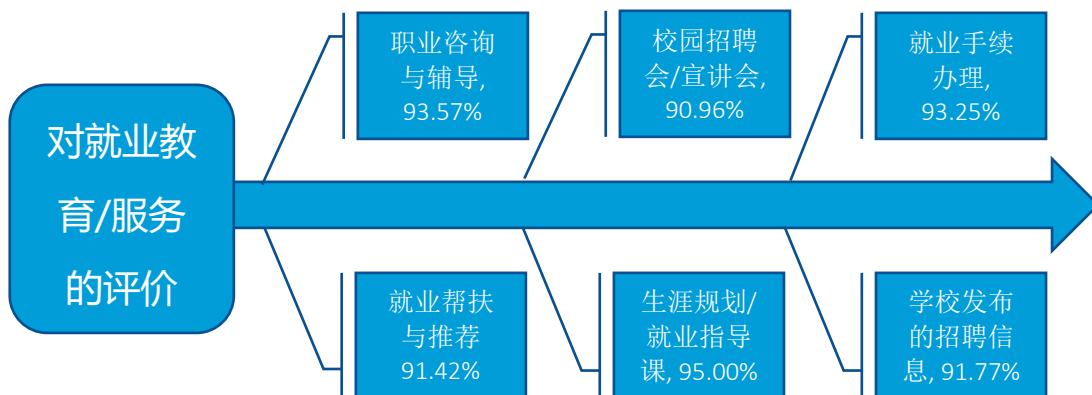 对就业教
育/服务
的评价
职业咨询
与辅导,
93.57%
校园招聘
会/宣讲会,
90.96%
就业手续
办理,
93.25%
就业帮扶
与推荐
91.42%
生涯规划/
就业指导
课, 95.00%
学校发布
的招聘信
息, 91.77%